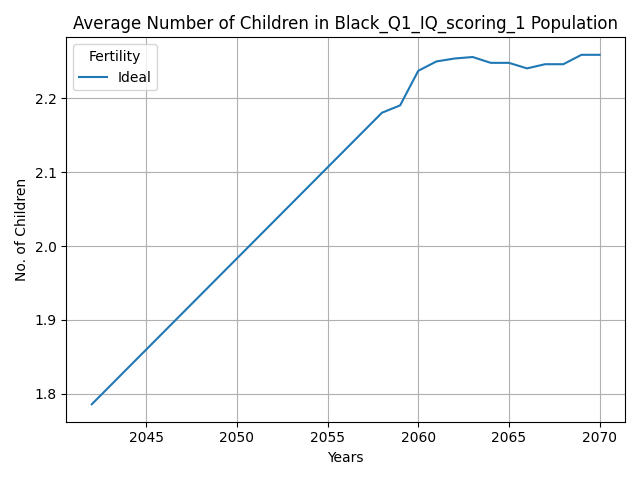 Average Number of Children in Black_Q1_IQ_scoring_1 Population
Fertility
Ideal
No. of Children
2.2
2.1
2.0
1.9
1.8
2045 2050 2055 2060 2065 2070
Years